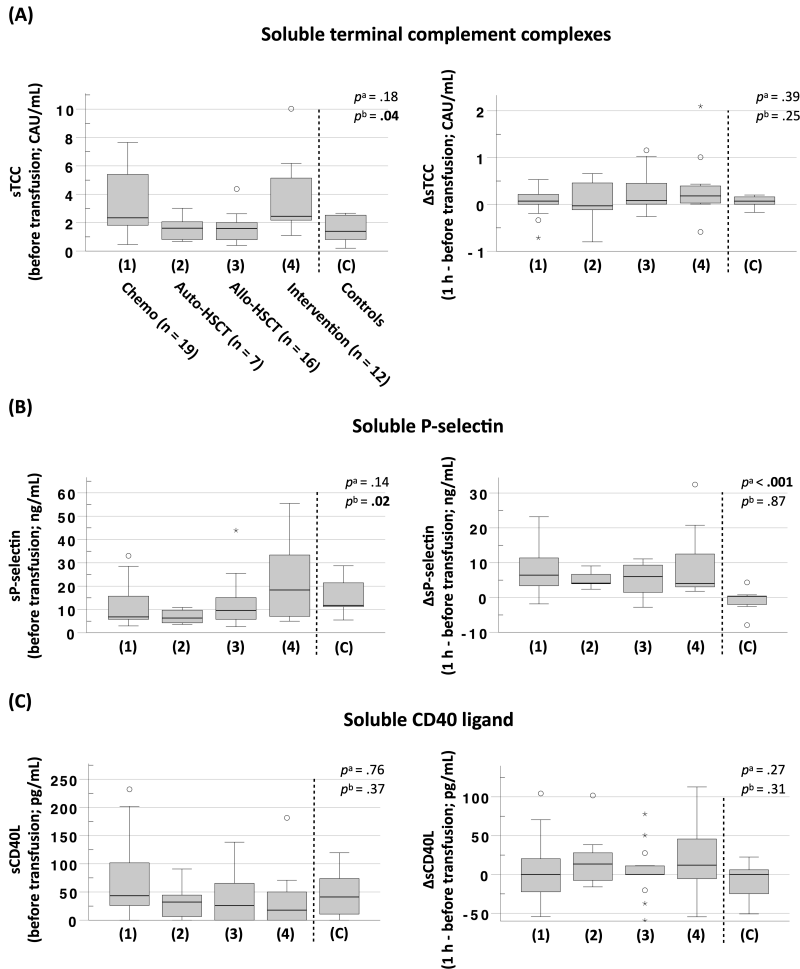 (A)
Soluble terminal complement complexes
sTCC
(before transfusion; CAU/mL)
10
8
6
4
2
0
pᵃ = .18
pᵇ = .04
(1) (2) (3) (4) (C)
Chemo (n = 19)
Auto-HSCT (n = 7)
Allo-HSCT (n = 16)
Intervention (n = 12)
Controls
ΔsTCC
(1 h - before transfusion; CAU/mL)
2
1
0
- 1
pᵃ = .39
pᵇ = .25
(1) (2) (3) (4) (C)
(B)
Soluble P-selectin
sP-selectin
(before transfusion; ng/mL)
60
50
40
30
20
10
0
pᵃ = .14
pᵇ = .02
(1) (2) (3) (4) (C)
ΔsP-selectin
(1 h - before transfusion; ng/mL)
30
20
10
0
- 10
pᵃ < .001
pᵇ = .87
(1) (2) (3) (4) (C)
(C)
Soluble CD40 ligand
sCD40L
(before transfusion; pg/mL)
250
200
150
100
50
0
pᵃ = .76
pᵇ = .37
(1) (2) (3) (4) (C)
ΔsCD40L
(1 h - before transfusion; pg/mL)
100
50
0
- 50
pᵃ = .27
pᵇ = .31
(1) (2) (3) (4) (C)